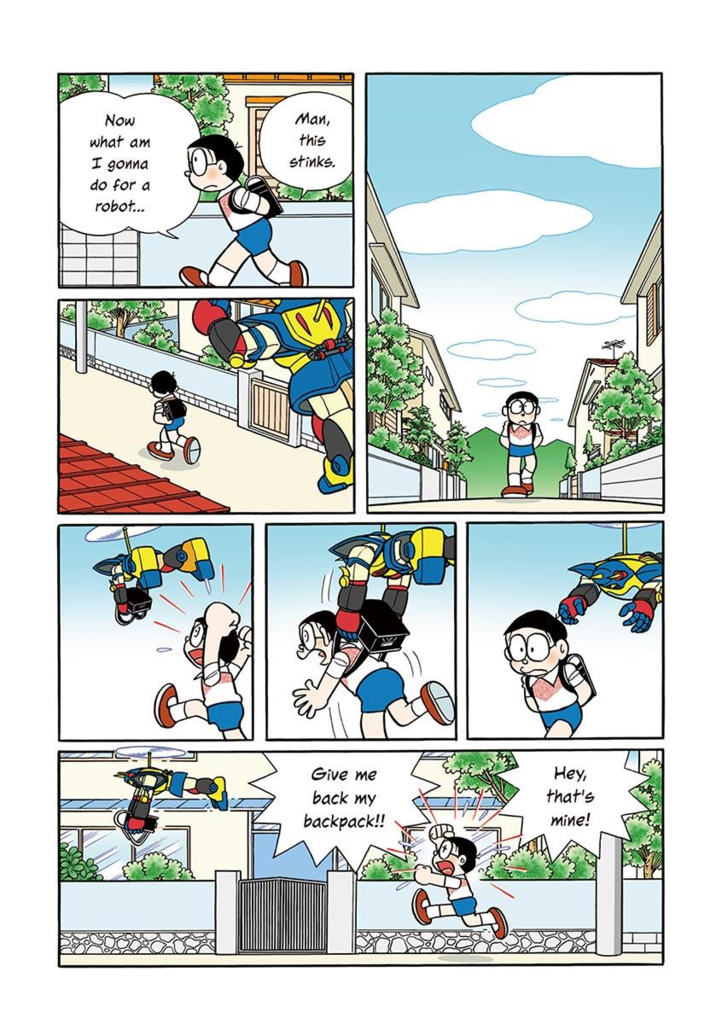 Man,
this
stinks.
Now
what am
I gonna
do for a
robot...
Hey,
that's
mine!
Give me
back my
backpack!!